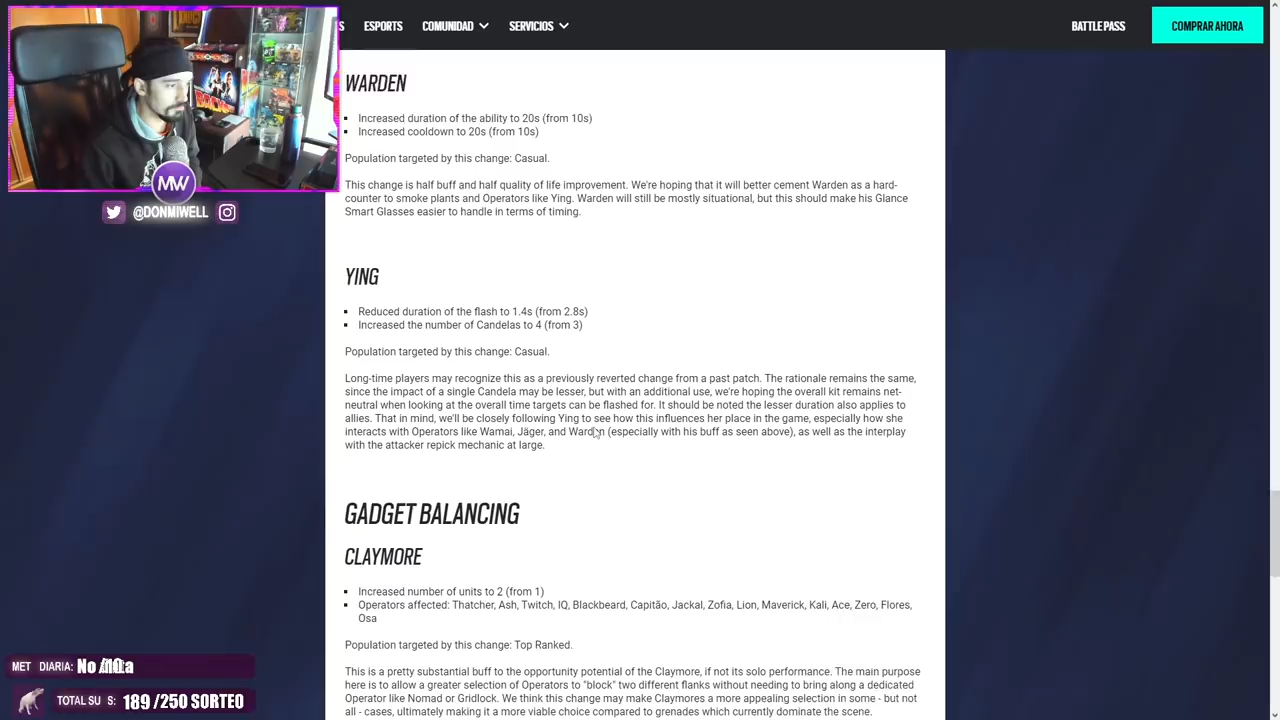 S ESPORTS COMUNIDAD SERVICIOS BATTLE PASS COMPRAR AHORA
WARDEN
Increased duration of the ability to 20s (from 10s)
Increased cooldown to 20s (from 10s)
Population targeted by this change: Casual.
This change is half buff and half quality of life improvement. We're hoping that it will better cement Warden as a hard-
counter to smoke plants and Operators like Ying. Warden will still be mostly situational, but this should make his Glance
Smart Glasses easier to handle in terms of timing.
MW
@DONMIWELL
YING
Reduced duration of the flash to 1.4s (from 2.8s)
Increased the number of Candelas to 4 (from 3)
Population targeted by this change: Casual.
Long-time players may recognize this as a previously reverted change from a past patch. The rationale remains the same,
since the impact of a single Candela may be lesser, but with an additional use, we're hoping the overall kit remains net-
neutral when looking at the overall time targets can be flashed for. It should be noted the lesser duration also applies to
allies. That in mind, we'll be closely following Ying to see how this influences her place in the game, especially how she
interacts with Operators like Wamai, Jäger, and Warden (especially with his buff as seen above), as well as the interplay
with the attacker repick mechanic at large.
GADGET BALANCING
CLAYMORE
Increased number of units to 2 (from 1)
Operators affected: Thatcher, Ash, Twitch, IQ, Blackbeard, Capitão, Jackal, Zofia, Lion, Maverick, Kali, Ace, Zero, Flores,
Osa
Population targeted by this change: Top Ranked.
This is a pretty substantial buff to the opportunity potential of the Claymore, if not its solo performance. The main purpose
here is to allow a greater selection of Operators to "block" two different flanks without needing to bring along a dedicated
Operator like Nomad or Gridlock. We think this change may make Claymores a more appealing selection in some - but not
all - cases, ultimately making it a more viable choice compared to grenades which currently dominate the scene.
MET DIARIA: No
TOTAL SU S: 189 /250 SORTEO